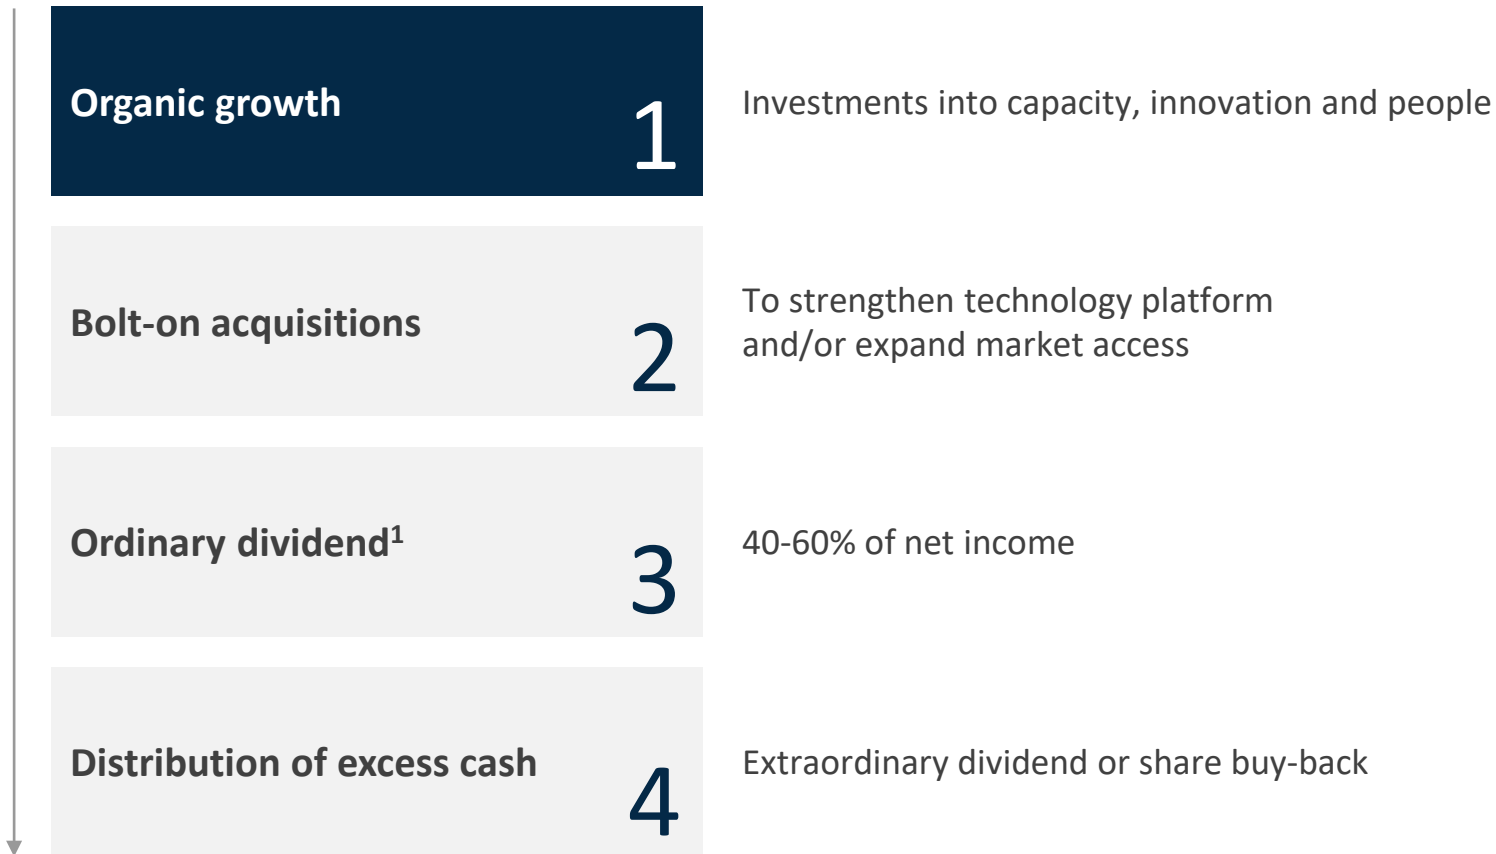 Organic growth
1
Investments into capacity, innovation and people
Bolt-on acquisitions
2
To strengthen technology platform
and/or expand market access
Ordinary dividend¹
3
40-60% of net income
Distribution of excess cash
4
Extraordinary dividend or share buy-back